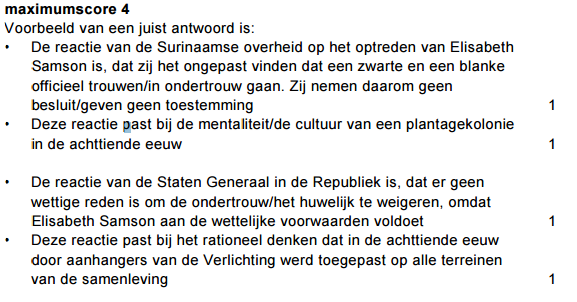 maximumscore 4
Voorbeeld van een juist antwoord is:
• De reactie van de Surinaamse overheid op het optreden van Elisabeth
Samson is, dat zij het ongepast vinden dat een zwarte en een blanke
officieel trouwen/in ondertrouw gaan. Zij nemen daarom geen
besluit/geven geen toestemming 1
• Deze reactie past bij de mentaliteit/de cultuur van een plantagekolonie
in de achttiende eeuw 1
• De reactie van de Staten Generaal in de Republiek is, dat er geen
wettige reden is om de ondertrouw/het huwelijk te weigeren, omdat
Elisabeth Samson aan de wettelijke voorwaarden voldoet 1
• Deze reactie past bij het rationeel denken dat in de achttiende eeuw
door aanhangers van de Verlichting werd toegepast op alle terreinen
van de samenleving 1